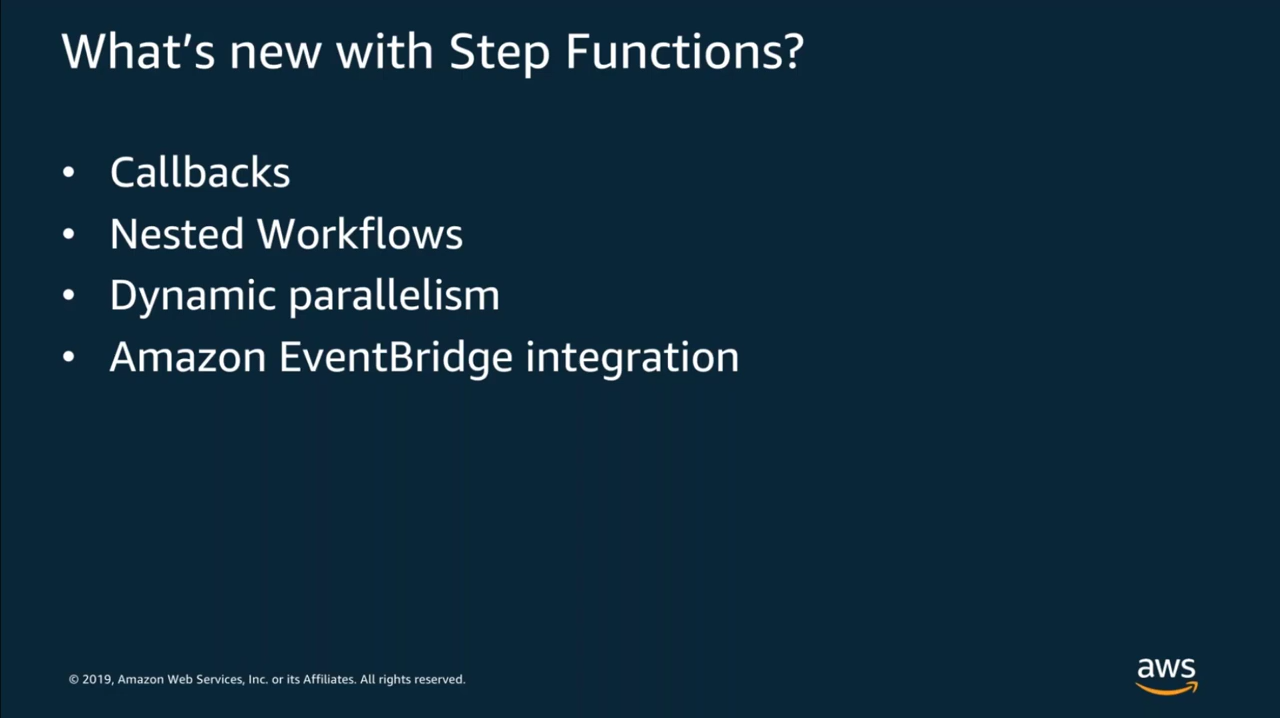 What’s new with Step Functions?
• Callbacks
• Nested Workflows
• Dynamic parallelism
• Amazon EventBridge integration
© 2019, Amazon Web Services, Inc. or its Affiliates. All rights reserved.
aws